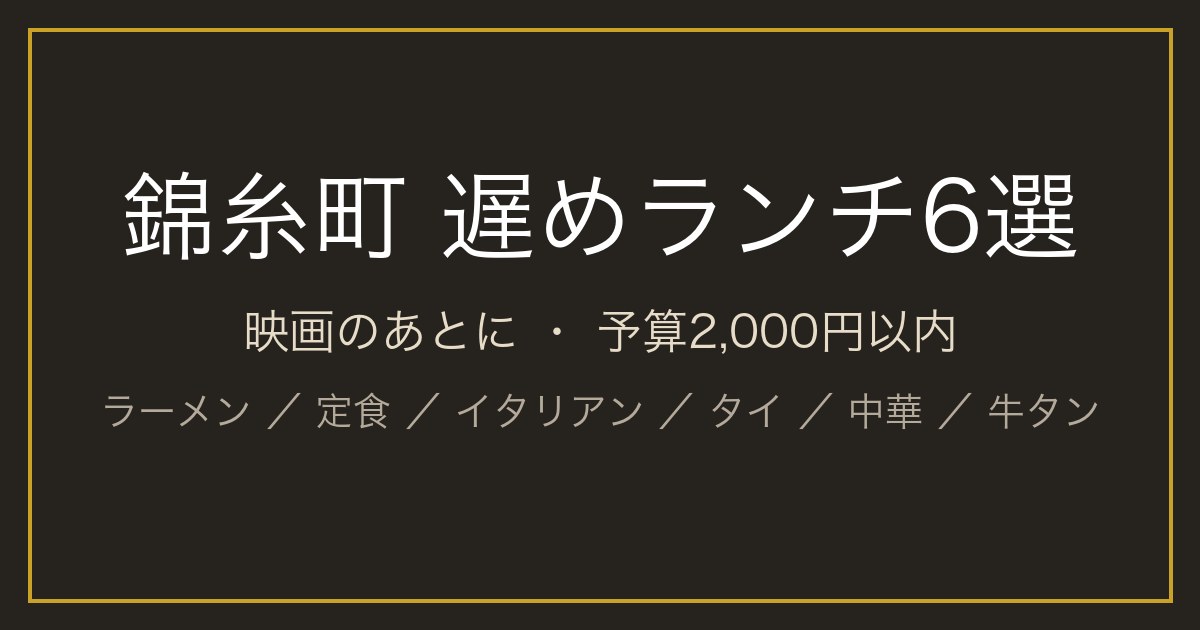 錦糸町 遅めランチ6選
映画のあとに ・ 予算2,000円以内
ラーメン ／ 定食 ／ イタリアン ／ タイ ／ 中華 ／ 牛タン